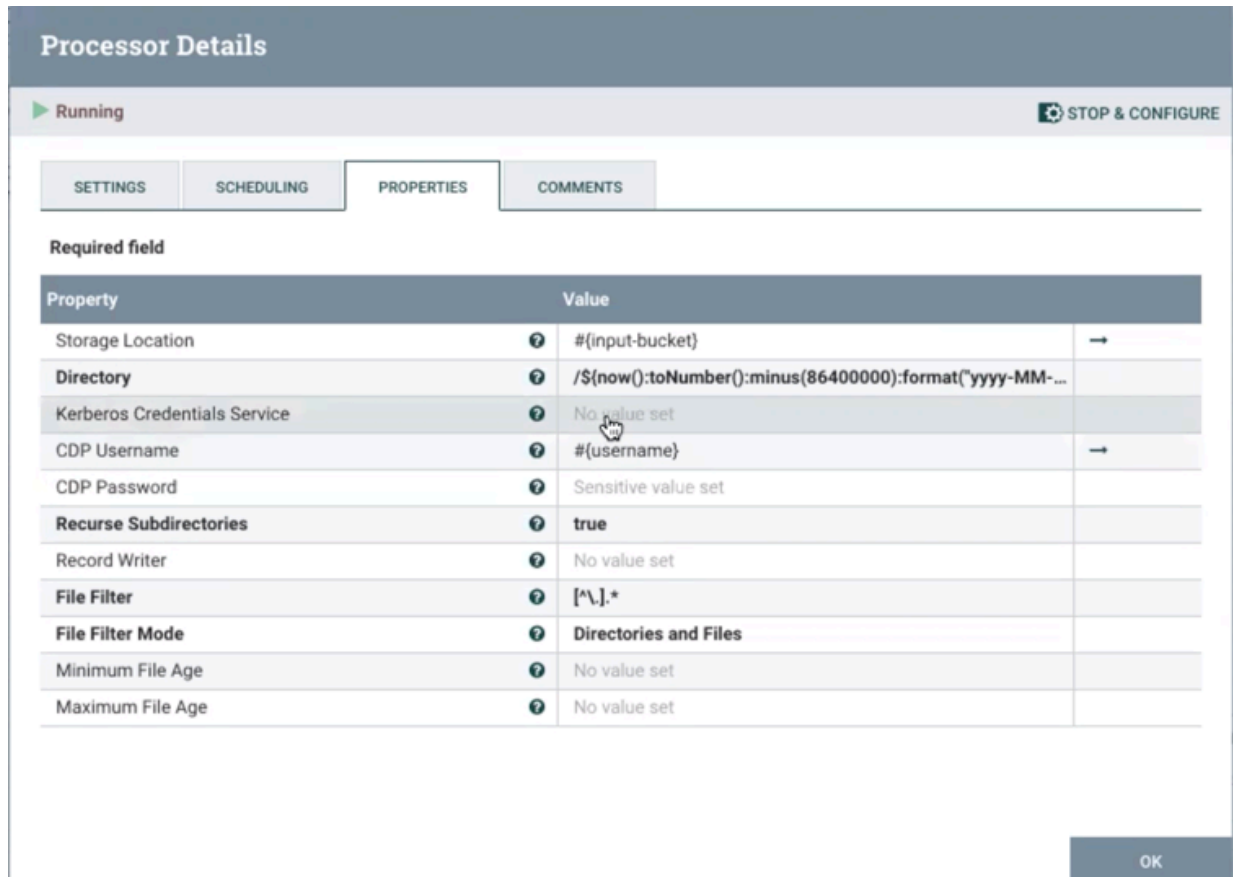 Processor Details
Running
STOP & CONFIGURE
SETTINGS SCHEDULING PROPERTIES COMMENTS
Required field
Property Value
Storage Location #{input-bucket}
Directory /${now():toNumber():minus(86400000):format("yyyy-MM-...
Kerberos Credentials Service No value set
CDP Username #{username}
CDP Password Sensitive value set
Recurse Subdirectories true
Record Writer No value set
File Filter [^\.].*
File Filter Mode Directories and Files
Minimum File Age No value set
Maximum File Age No value set
OK